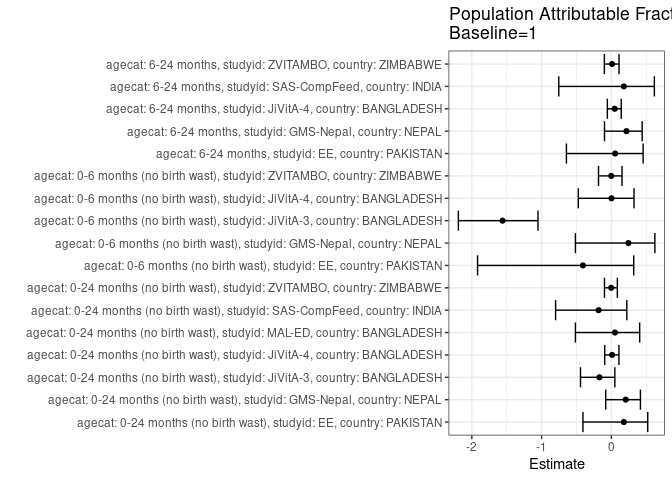 Population Attributable Frac
Baseline=1
agecat: 6-24 months, studyid: ZVITAMBO, country: ZIMBABWE
agecat: 6-24 months, studyid: SAS-CompFeed, country: INDIA
agecat: 6-24 months, studyid: JiVitA-4, country: BANGLADESH
agecat: 6-24 months, studyid: GMS-Nepal, country: NEPAL
agecat: 6-24 months, studyid: EE, country: PAKISTAN
agecat: 0-6 months (no birth wast), studyid: ZVITAMBO, country: ZIMBABWE
agecat: 0-6 months (no birth wast), studyid: JiVitA-4, country: BANGLADESH
agecat: 0-6 months (no birth wast), studyid: JiVitA-3, country: BANGLADESH
agecat: 0-6 months (no birth wast), studyid: GMS-Nepal, country: NEPAL
agecat: 0-6 months (no birth wast), studyid: EE, country: PAKISTAN
agecat: 0-24 months (no birth wast), studyid: ZVITAMBO, country: ZIMBABWE
agecat: 0-24 months (no birth wast), studyid: SAS-CompFeed, country: INDIA
agecat: 0-24 months (no birth wast), studyid: MAL-ED, country: BANGLADESH
agecat: 0-24 months (no birth wast), studyid: JiVitA-4, country: BANGLADESH
agecat: 0-24 months (no birth wast), studyid: JiVitA-3, country: BANGLADESH
agecat: 0-24 months (no birth wast), studyid: GMS-Nepal, country: NEPAL
agecat: 0-24 months (no birth wast), studyid: EE, country: PAKISTAN
-2 -1 0
Estimate